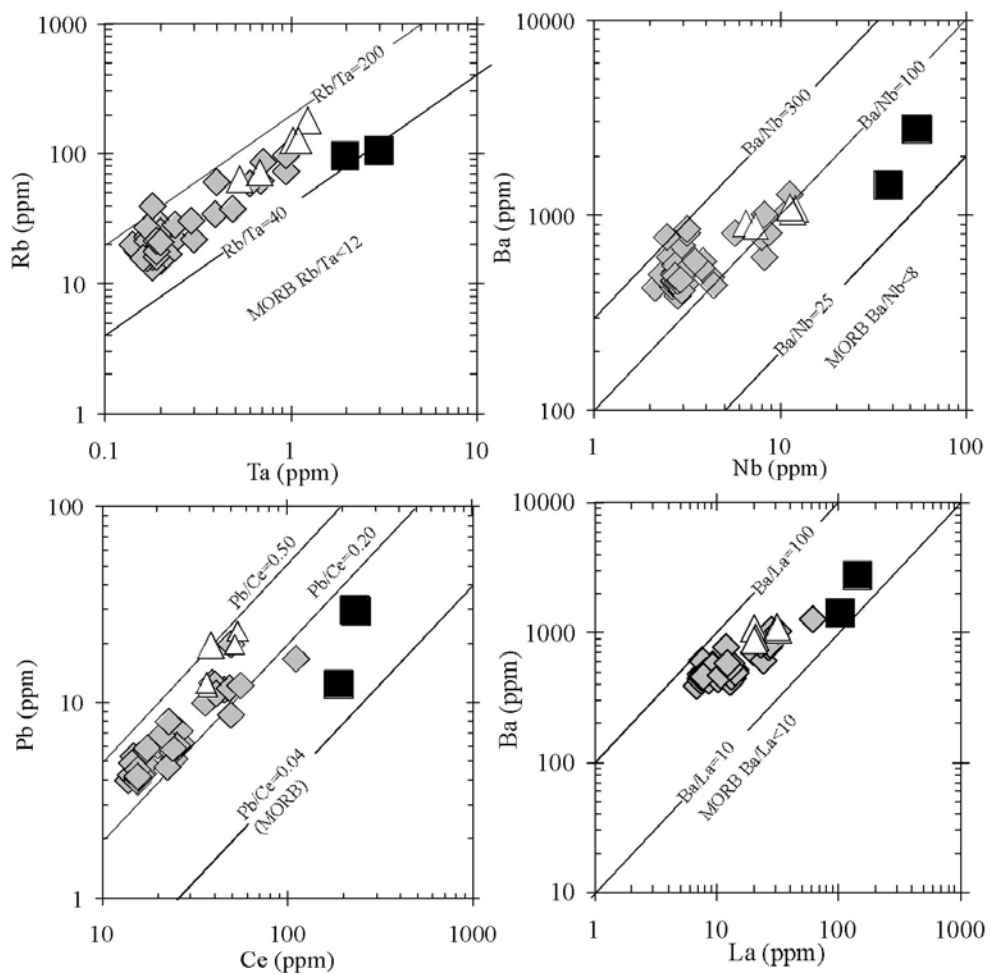 1000
100
10
1
Rb (ppm)
Rb/Ta=200
Rb/Ta=40
MORB Rb/Ta<12
0.1
1
10
Ta (ppm)
10000
1000
100
Ba (ppm)
Ba/Nb=300
Ba/Nb=100
Ba/Nb=25
MORB Ba/Nb<8
1
10
100
Nb (ppm)
100
10
1
Pb (ppm)
Pb/Ce=0.50
Pb/Ce=0.20
Pb/Ce=0.04
(MORB)
10
100
1000
Ce (ppm)
10000
1000
100
10
Ba (ppm)
Ba/La=100
Ba/La=10
MORB Ba/La<10
1
10
100
1000
La (ppm)